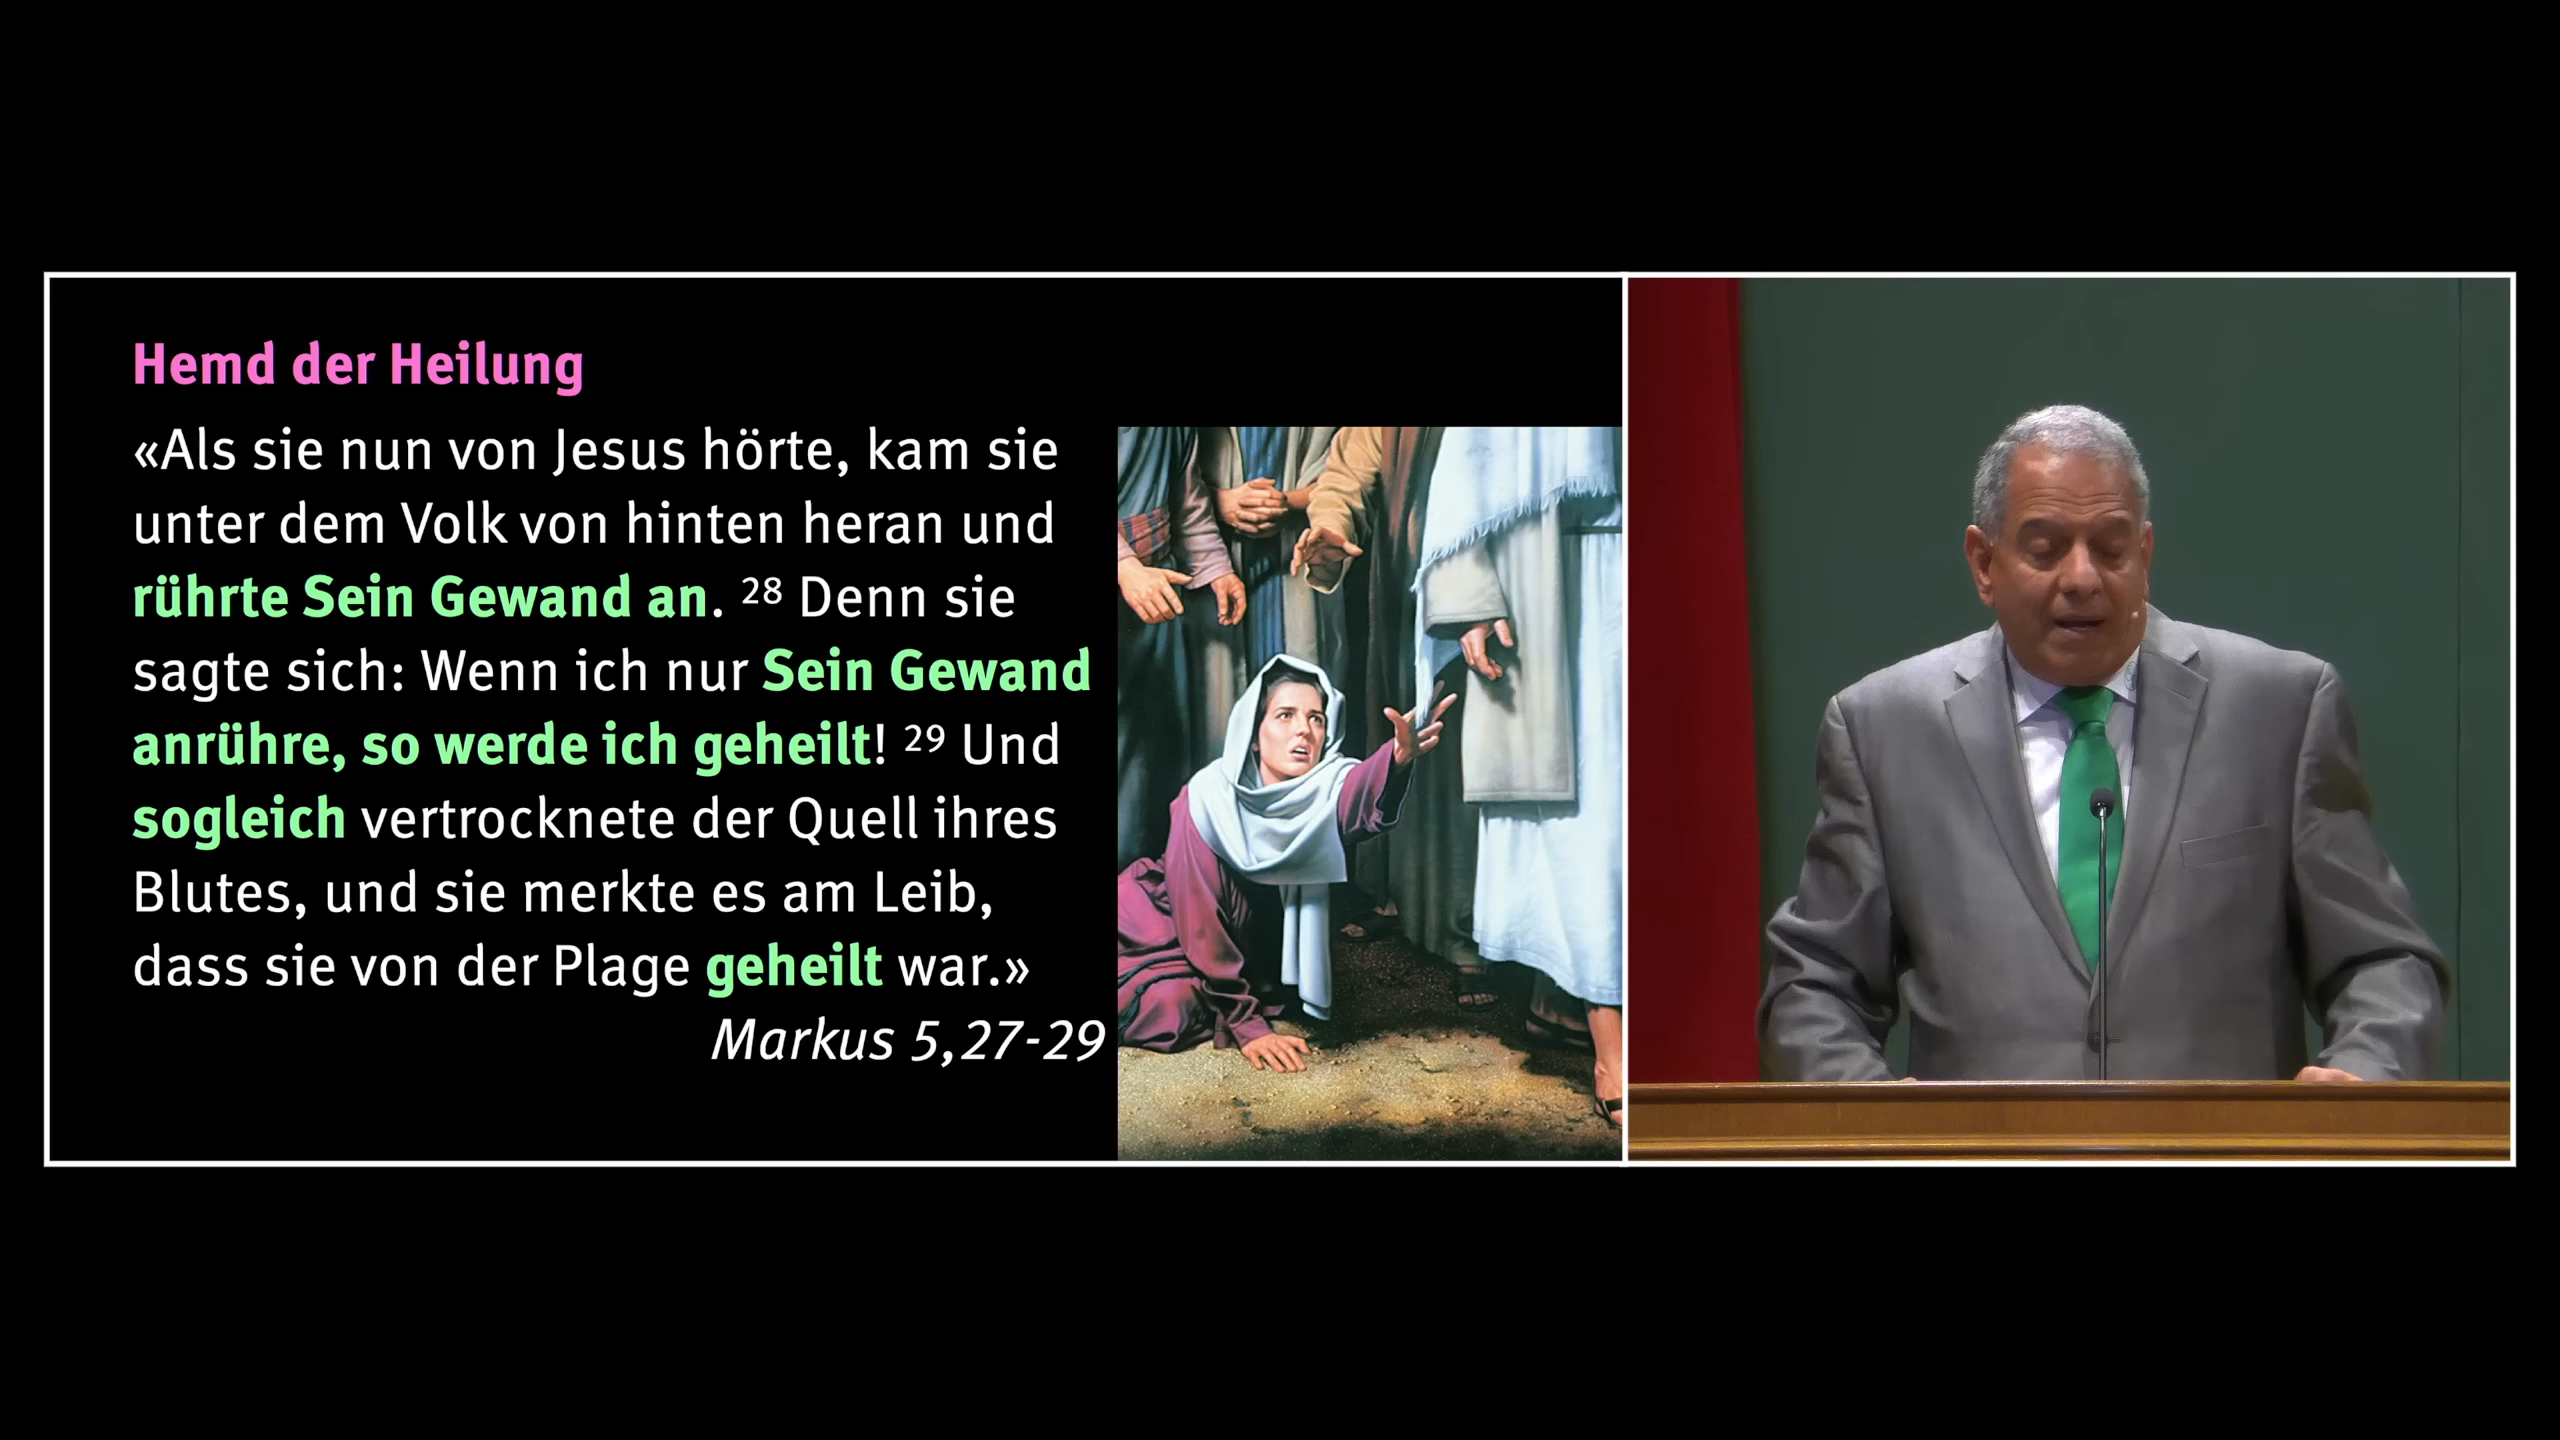 Hemd der Heilung
«Als sie nun von Jesus hörte, kam sie
unter dem Volk von hinten heran und
rührte Sein Gewand an. ²⁸ Denn sie
sagte sich: Wenn ich nur Sein Gewand
anrühre, so werde ich geheilt! ²⁹ Und
sogleich vertrocknete der Quell ihres
Blutes, und sie merkte es am Leib,
dass sie von der Plage geheilt war.»
Markus 5,27-29